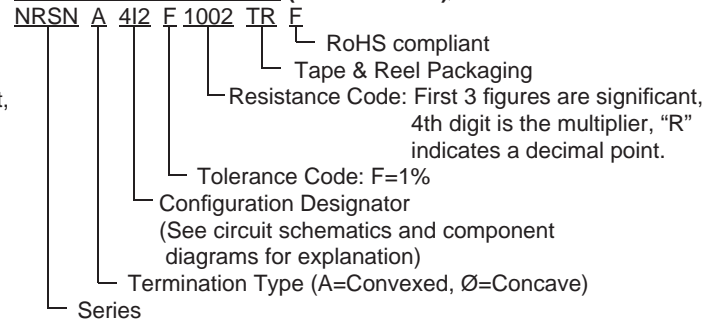 NRSN A 4I2 F 1002 TR F
RoHS compliant
Tape & Reel Packaging
Resistance Code: First 3 figures are significant,
4th digit is the multiplier, “R”
indicates a decimal point.
Tolerance Code: F=1%
Configuration Designator
(See circuit schematics and component
diagrams for explanation)
Termination Type (A=Convexed, Ø=Concave)
Series